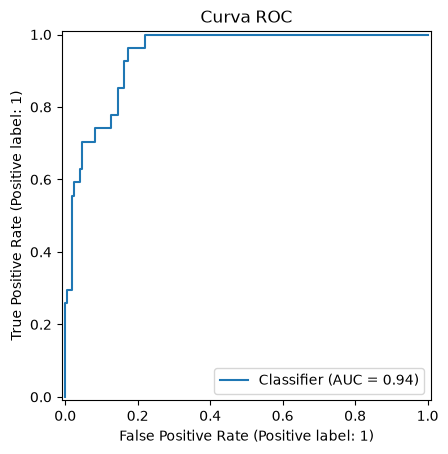 Curva ROC
True Positive Rate (Positive label: 1)
1.0
0.8
0.6
0.4
0.2
0.0
Classifier (AUC = 0.94)
0.0 0.2 0.4 0.6 0.8 1.0
False Positive Rate (Positive label: 1)